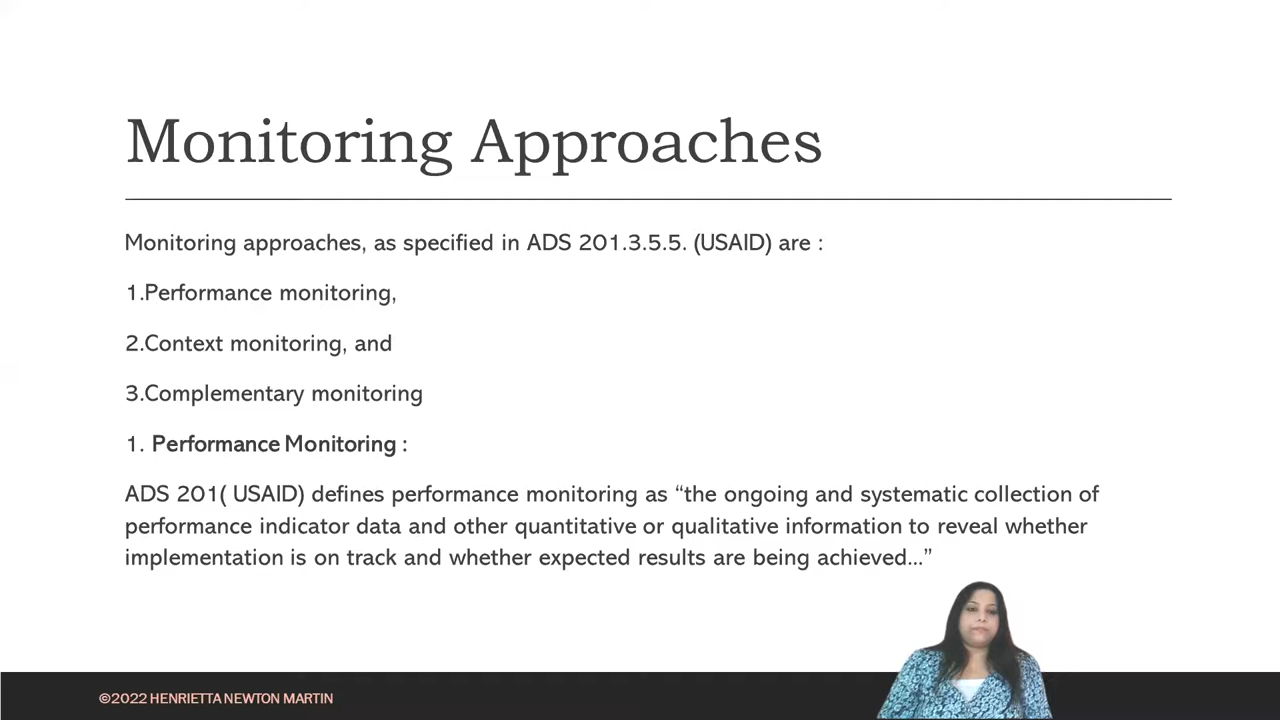 Monitoring Approaches
Monitoring approaches, as specified in ADS 201.3.5.5. (USAID) are :
1.Performance monitoring,
2.Context monitoring, and
3.Complementary monitoring
1. Performance Monitoring :
ADS 201( USAID) defines performance monitoring as “the ongoing and systematic collection of
performance indicator data and other quantitative or qualitative information to reveal whether
implementation is on track and whether expected results are being achieved…”
©2022 HENRIETTA NEWTON MARTIN